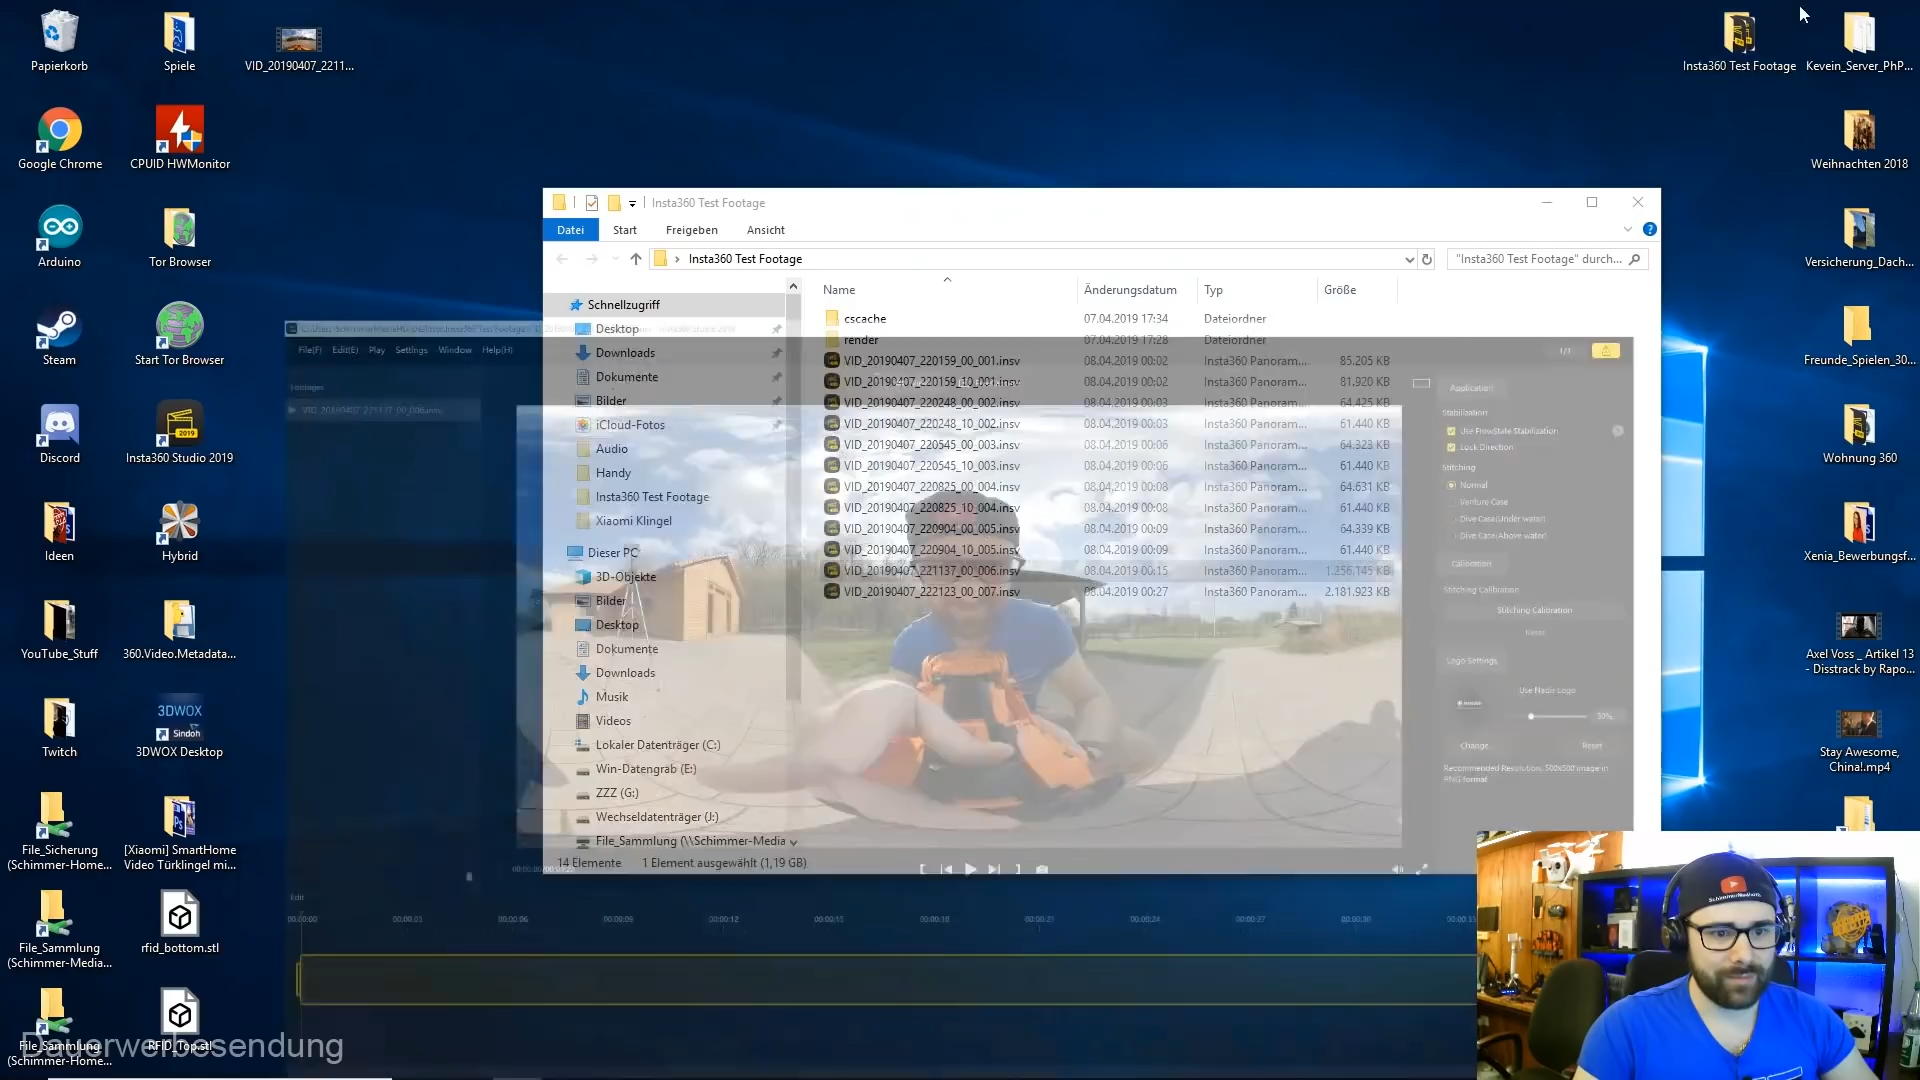 Papierkorb
Spiele
VID_20190407_2211...
Insta360 Test Footage
Kevein_Server_PhP...
Google Chrome
CPUID HWMonitor
Weihnachten 2018
Arduino
Tor Browser
Versicherung_Dach...
Steam
Start Tor Browser
Freunde_Spielen_30...
Discord
2019
Insta360 Studio 2019
Wohnung 360
Ideen
Hybrid
Xenia_Bewerbungsf...
YouTube_Stuff
360.Video.Metadata...
Axel Voss _ Artikel 13
- Disstrack by Rapo...
Twitch
3DWOX
Sindoh
3DWOX Desktop
Stay Awesome,
China!.mp4
File_Sicherung
(Schimmer-Home...
[Xiaomi] SmartHome
Video Türklingel mi...
File_Sammlung
(Schimmer-Media...
rfid_bottom.stl
File_Sammlung
(Schimmer-Home...
RFID_Top.stl
Dauerwerbesendung
Insta360 Test Footage
Datei
Start
Freigeben
Ansicht
Insta360 Test Footage
"Insta360 Test Footage" durch...
Schnellzugriff
Desktop
Downloads
Dokumente
Bilder
iCloud-Fotos
Audio
Handy
Insta360 Test Footage
Xiaomi Klingel
Dieser PC
3D-Objekte
Bilder
Desktop
Dokumente
Downloads
Musik
Videos
Lokaler Datenträger (C:)
Win-Datengrab (E:)
ZZZ (G:)
Wechseldatenträger (J:)
File_Sammlung (\\Schimmer-Media
Name Änderungsdatum Typ Größe
cscache 07.04.2019 17:34 Dateiordner
render 07.04.2019 17:28 Dateiordner
VID_20190407_220159_00_001.insv 08.04.2019 00:02 Insta360 Panoram... 85.205 KB
VID_20190407_220159_10_001.insv 08.04.2019 00:02 Insta360 Panoram... 81.920 KB
VID_20190407_220248_00_002.insv 08.04.2019 00:03 Insta360 Panoram... 64.425 KB
VID_20190407_220248_10_002.insv 08.04.2019 00:03 Insta360 Panoram... 61.440 KB
VID_20190407_220545_00_003.insv 08.04.2019 00:06 Insta360 Panoram... 64.323 KB
VID_20190407_220545_10_003.insv 08.04.2019 00:06 Insta360 Panoram... 61.440 KB
VID_20190407_220825_00_004.insv 08.04.2019 00:08 Insta360 Panoram... 64.631 KB
VID_20190407_220825_10_004.insv 08.04.2019 00:08 Insta360 Panoram... 61.440 KB
VID_20190407_220904_00_005.insv 08.04.2019 00:09 Insta360 Panoram... 64.339 KB
VID_20190407_220904_10_005.insv 08.04.2019 00:09 Insta360 Panoram... 61.440 KB
VID_20190407_221137_00_006.insv 08.04.2019 00:15 Insta360 Panoram... 1.256.145 KB
VID_20190407_222123_00_007.insv 08.04.2019 00:27 Insta360 Panoram... 2.181.923 KB
14 Elemente
1 Element ausgewählt (1,19 GB)
File(F) Edit(E) Play Settings Window Help(H)
Footages
VID_20190407_221137_00_006.insv
1/1
Application
Stabilization
Use FlowState Stabilization
Lock Direction
Stitching
Normal
Venture Case
Dive Case(Under water)
Dive Case(Above water)
Calibration
Stitching Calibration
Stitching Calibration
Reset
Logo Settings
Use Nadir Logo
30%
Change
Reset
Recommended Resolution: 500x500 image in
PNG format
Edit
00:00:00
00:00:03
00:00:06
00:00:09
00:00:12
00:00:15
00:00:18
00:00:21
00:00:24
00:00:27
00:00:30